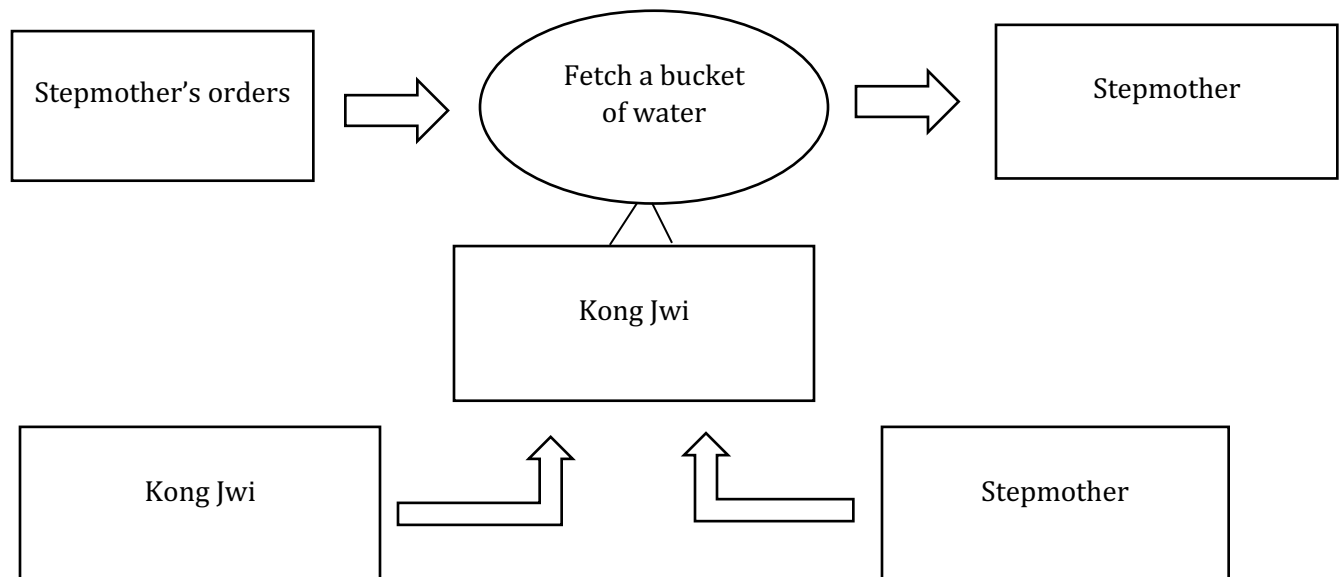 Stepmother’s orders
Fetch a bucket
of water
Stepmother
Kong Jwi
Kong Jwi
Stepmother